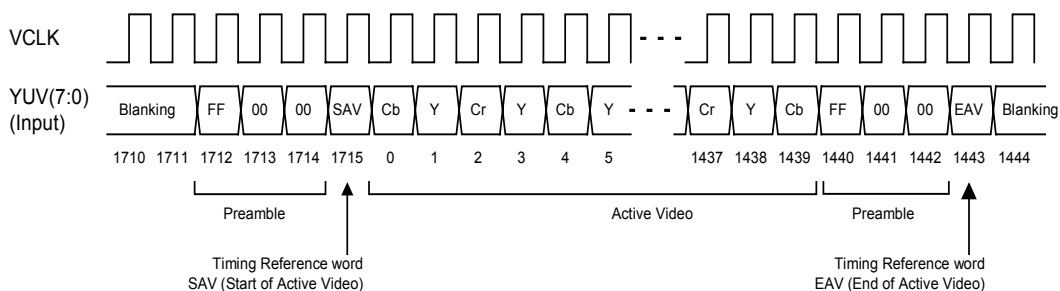 VCLK
YUV(7:0)
(Input)
Blanking FF 00 00 SAV Cb Y Cr Y Cb Y Cr Y Cb FF 00 00 EAV Blanking
1710 1711 1712 1713 1714 1715 0 1 2 3 4 5 1437 1438 1439 1440 1441 1442 1443 1444
Preamble Active Video Preamble
Timing Reference word
SAV (Start of Active Video)
Timing Reference word
EAV (End of Active Video)